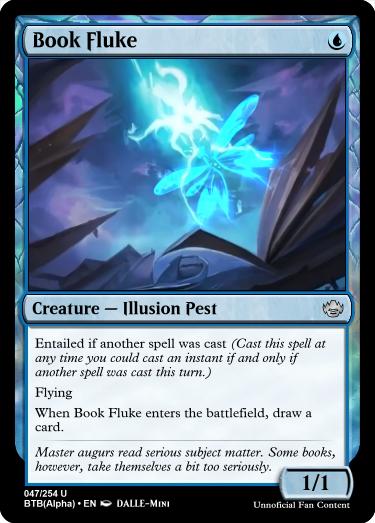 Book Fluke
Creature — Illusion Pest
Entailed if another spell was cast (Cast this spell at
any time you could cast an instant if and only if
another spell was cast this turn.)
Flying
When Book Fluke enters the battlefield, draw a
card.
Master augurs read serious subject matter. Some books,
however, take themselves a bit too seriously.
1/1
047/254 U
BTB(Alpha) • EN DALLE-Mini
Unofficial Fan Content